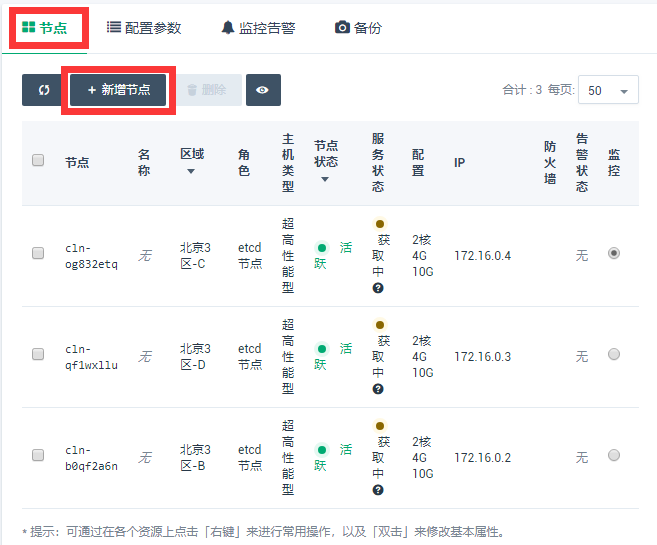 节点 配置参数 监控告警 备份
+ 新增节点 删除 合计 : 3 每页: 50
节点 名称 区域 角色 主机类型 节点状态 服务状态 配置 IP 防火墙 告警状态 监控
cln-og832etq 无 北京3区-C etcd节点 超高性能型 活跃 获取中 2核4G10G 172.16.0.4 无
cln-qf1wxllu 无 北京3区-D etcd节点 超高性能型 活跃 获取中 2核4G10G 172.16.0.3 无
cln-b0qf2a6n 无 北京3区-B etcd节点 超高性能型 活跃 获取中 2核4G10G 172.16.0.2 无
* 提示：可通过在各个资源上点击「右键」来进行常用操作，以及「双击」来修改基本属性。